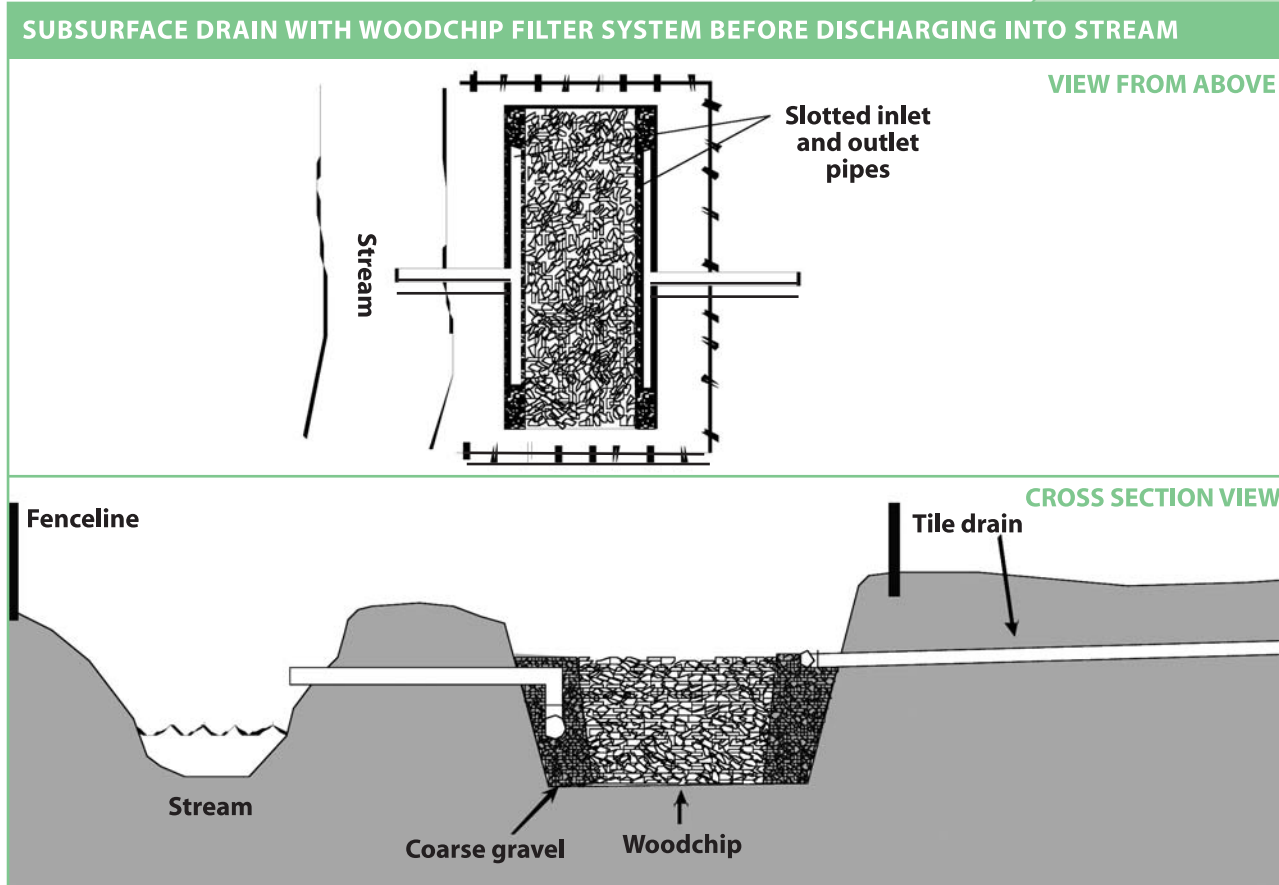 SUBSURFACE DRAIN WITH WOODCHIP FILTER SYSTEM BEFORE DISCHARGING INTO STREAM
VIEW FROM ABOVE
Slotted inlet
and outlet
pipes
Stream
CROSS SECTION VIEW
Fenceline
Tile drain
Stream
Coarse gravel
Woodchip